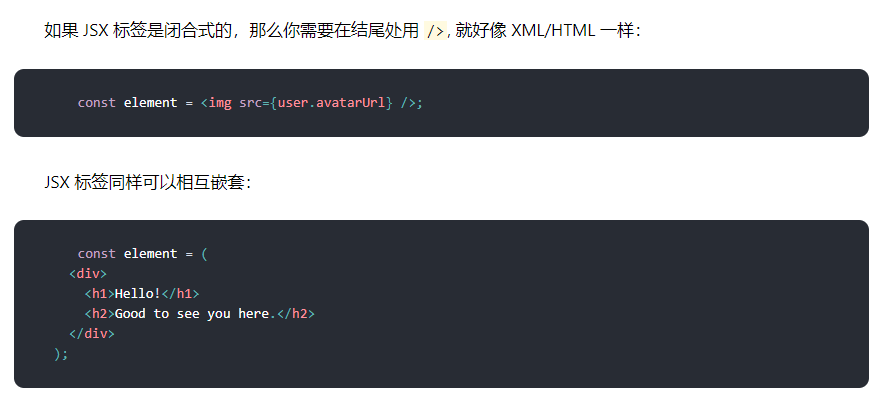 如果 JSX 标签是闭合式的，那么你需要在结尾处用 />, 就好像 XML/HTML 一样：
const element = <img src={user.avatarUrl} />;
JSX 标签同样可以相互嵌套：
const element = (
<div>
<h1>Hello!</h1>
<h2>Good to see you here.</h2>
</div>
);